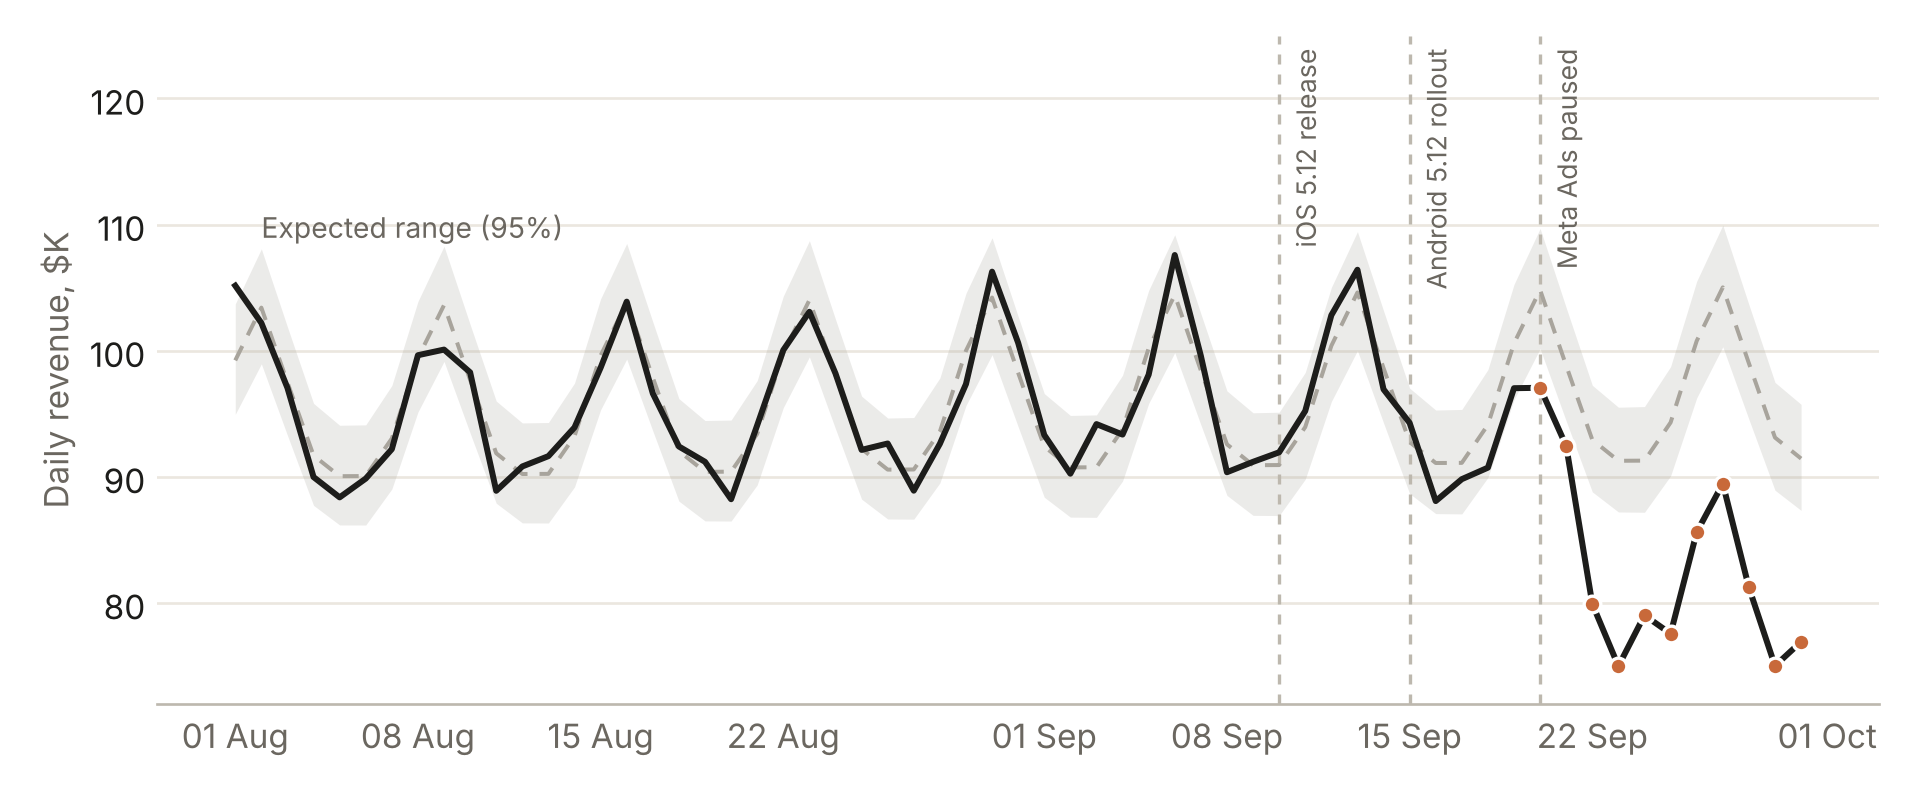 120
110
100
90
80
Daily revenue, $K
Expected range (95%)
iOS 5.12 release
Android 5.12 rollout
Meta Ads paused
01 Aug
08 Aug
15 Aug
22 Aug
01 Sep
08 Sep
15 Sep
22 Sep
01 Oct